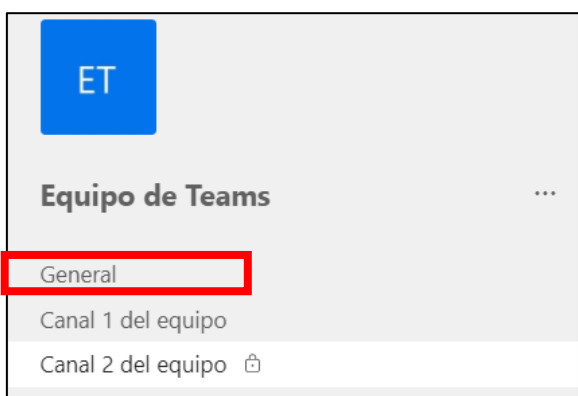 ET
Equipo de Teams
...
General
Canal 1 del equipo
Canal 2 del equipo